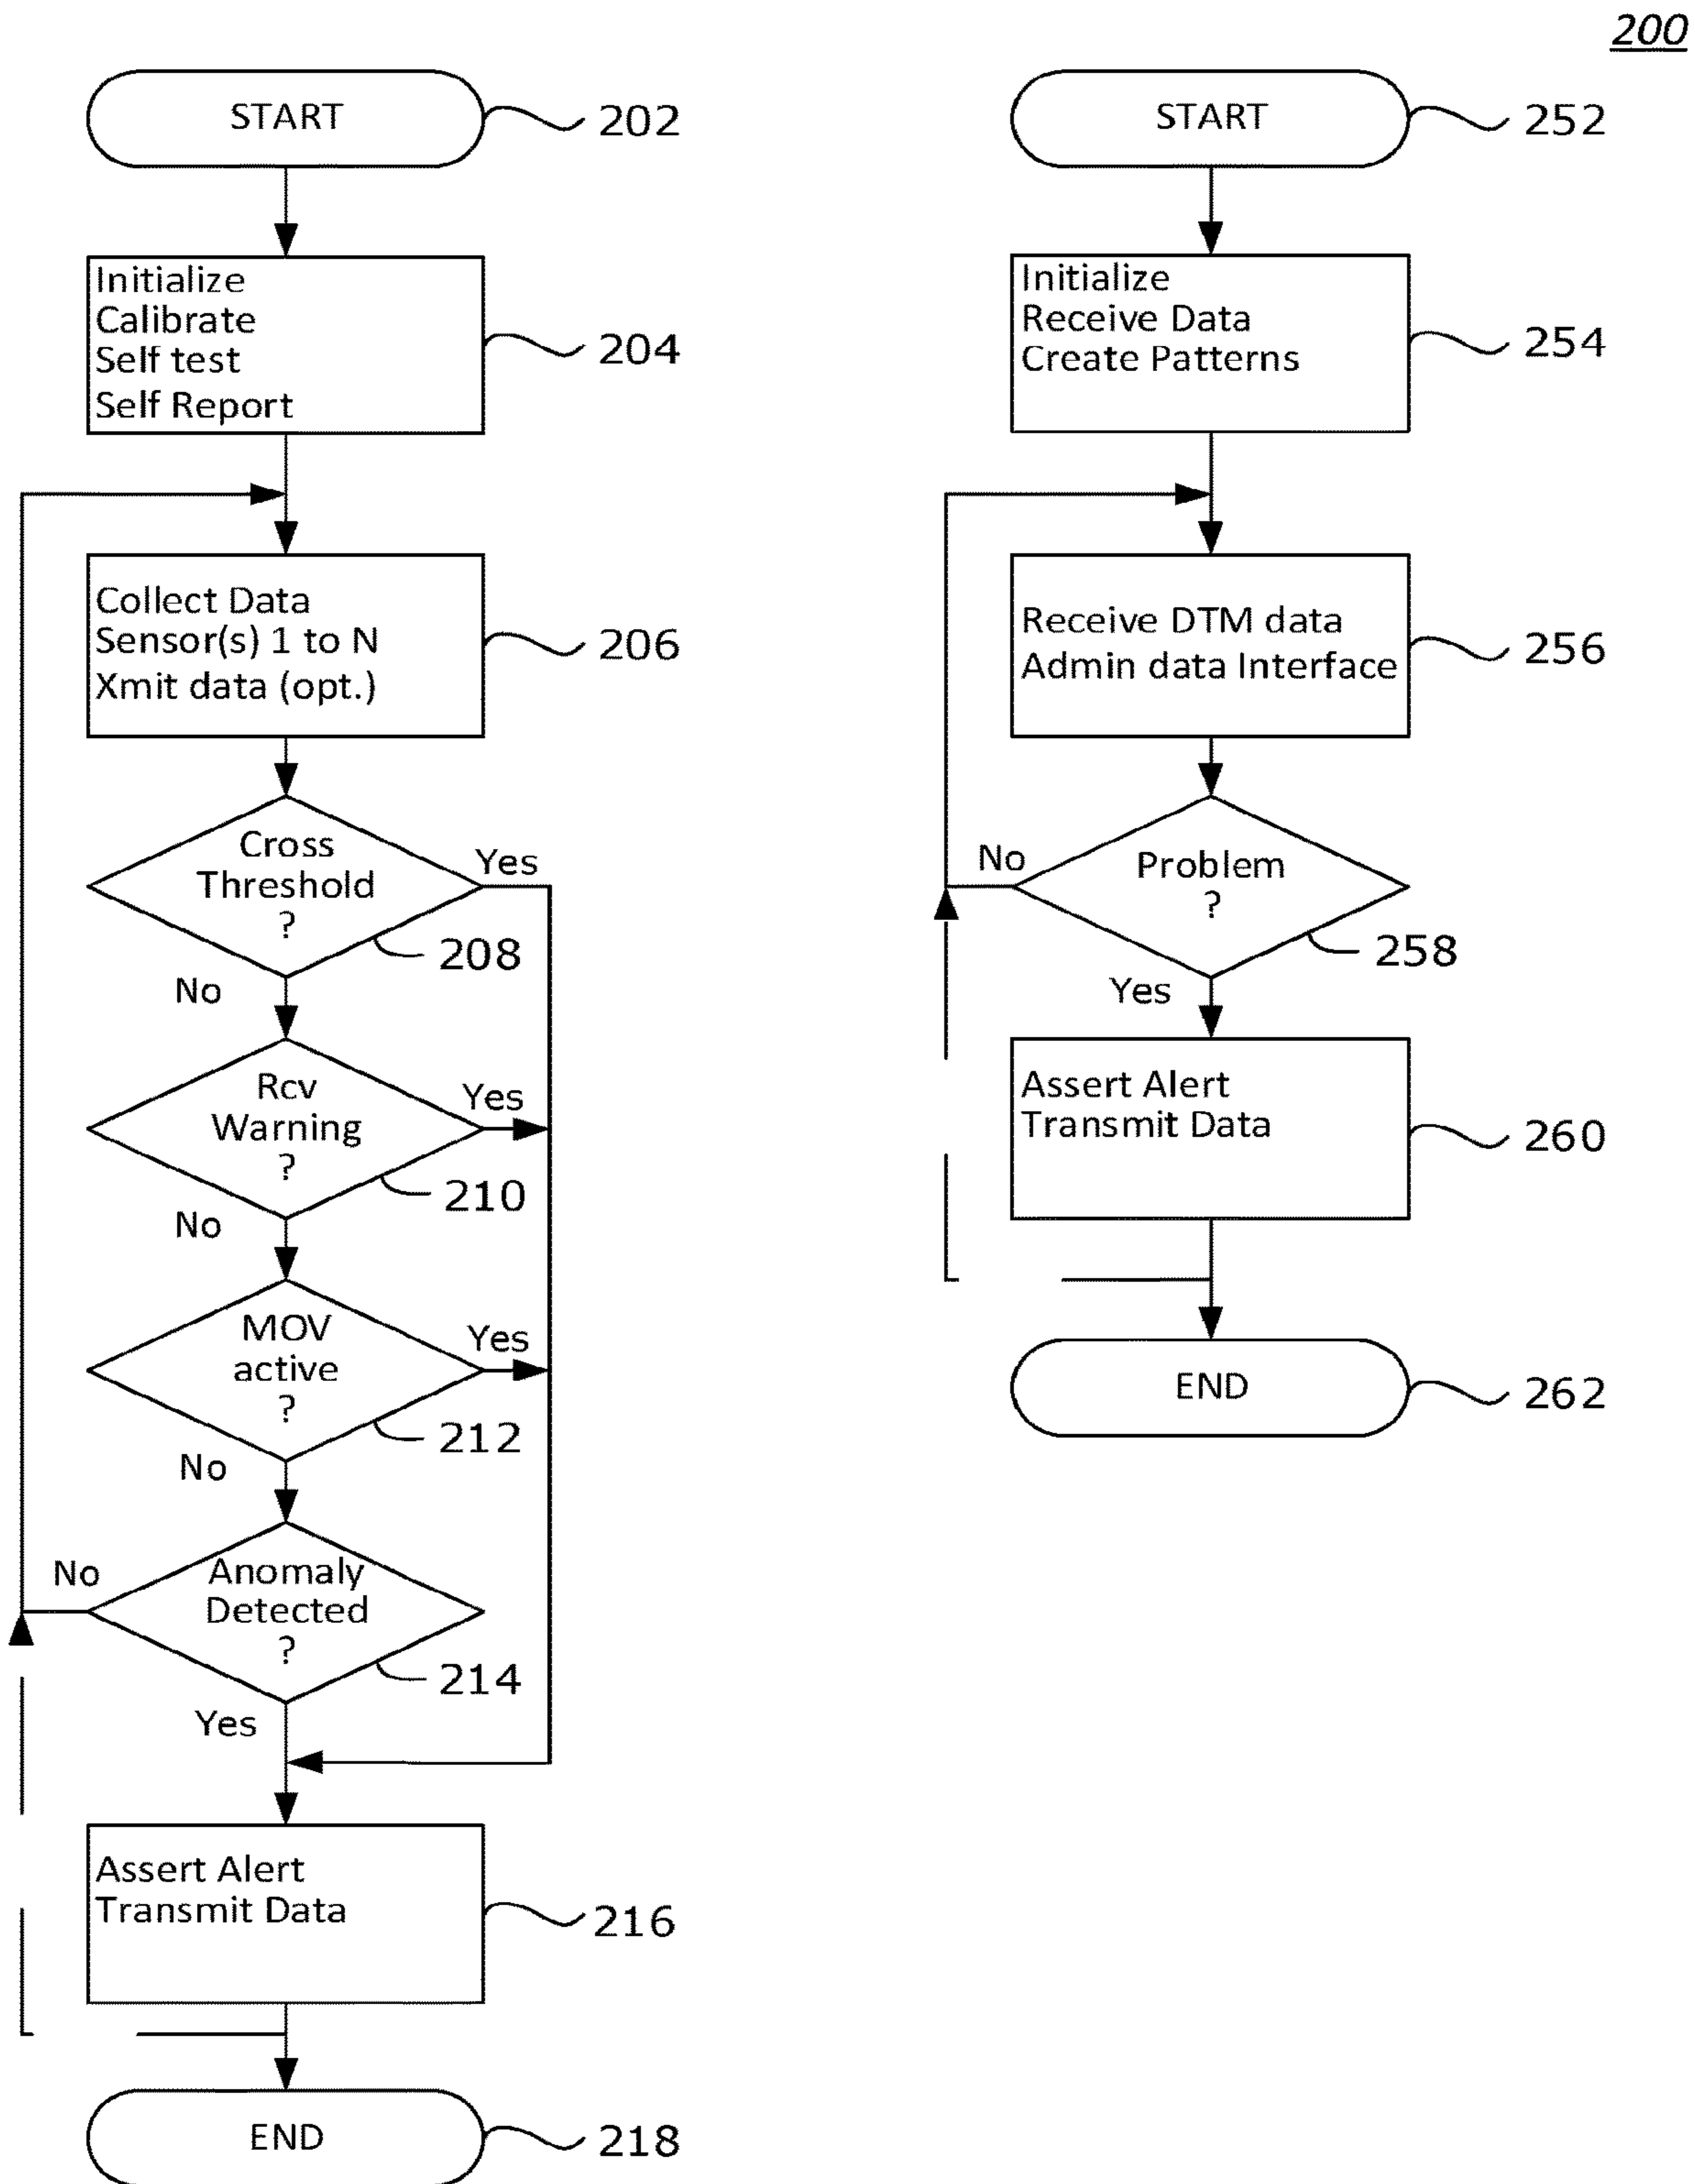 200
START
202
Initialize
Calibrate
Self test
Self Report
204
Collect Data
Sensor(s) 1 to N
Xmit data (opt.)
206
Cross
Threshold
?
Yes
208
No
Rcv
Warning
?
Yes
210
No
MOV
active
?
Yes
212
No
Anomaly
Detected
?
No
214
Yes
Assert Alert
Transmit Data
216
END
218
START
252
Initialize
Receive Data
Create Patterns
254
Receive DTM data
Admin data Interface
256
Problem
?
No
258
Yes
Assert Alert
Transmit Data
260
END
262